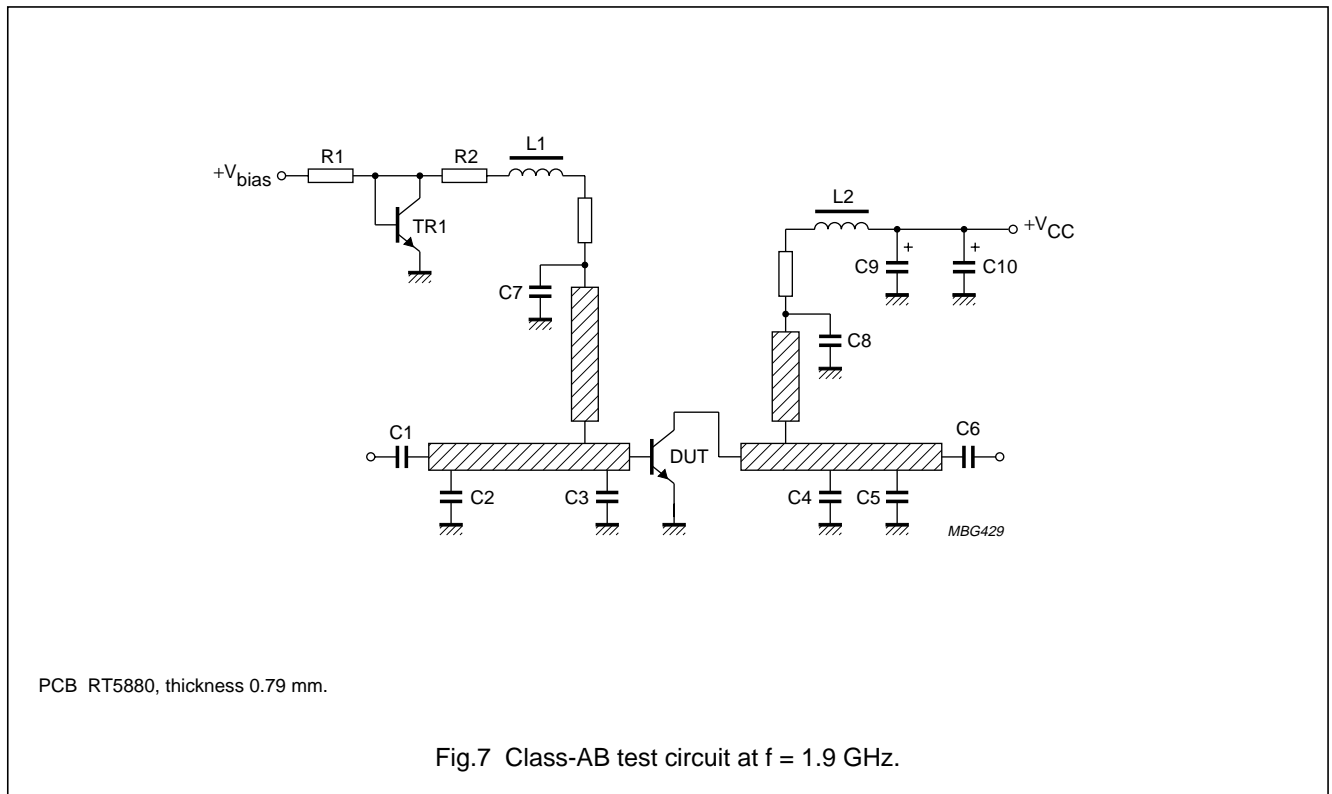 R1
R2
L1
+Vbias
TR1
L2
+VCC
+
+
C9
C10
C7
C8
C1
C6
DUT
C2
C3
C4
C5
MBG429
PCB RT5880, thickness 0.79 mm.
Fig.7 Class-AB test circuit at f = 1.9 GHz.